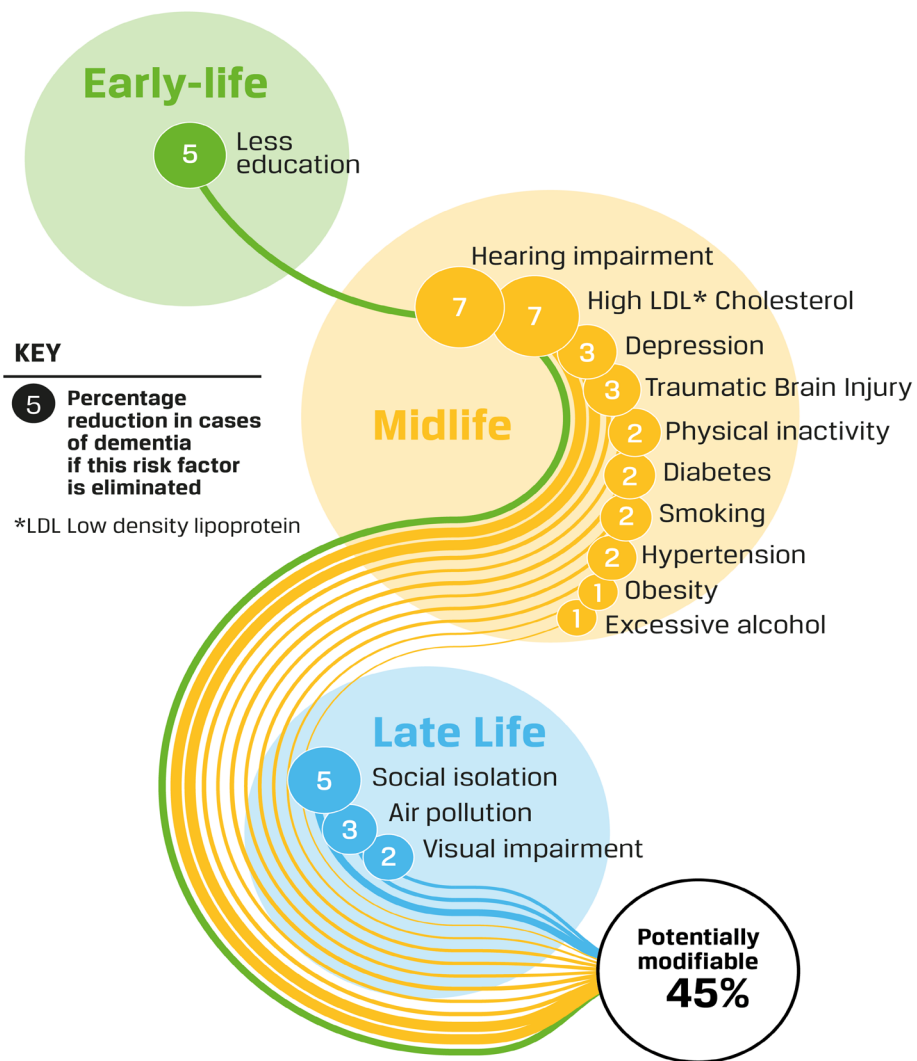 Early-life
5
Less
education
Hearing impairment
7
7
High LDL* Cholesterol
3
Depression
3
Traumatic Brain Injury
2
Physical inactivity
2
Diabetes
2
Smoking
2
Hypertension
1
Obesity
1
Excessive alcohol
Midlife
KEY
5
Percentage
reduction in cases
of dementia
if this risk factor
is eliminated
*LDL Low density lipoprotein
Late Life
5
Social isolation
3
Air pollution
2
Visual impairment
Potentially
modifiable
45%